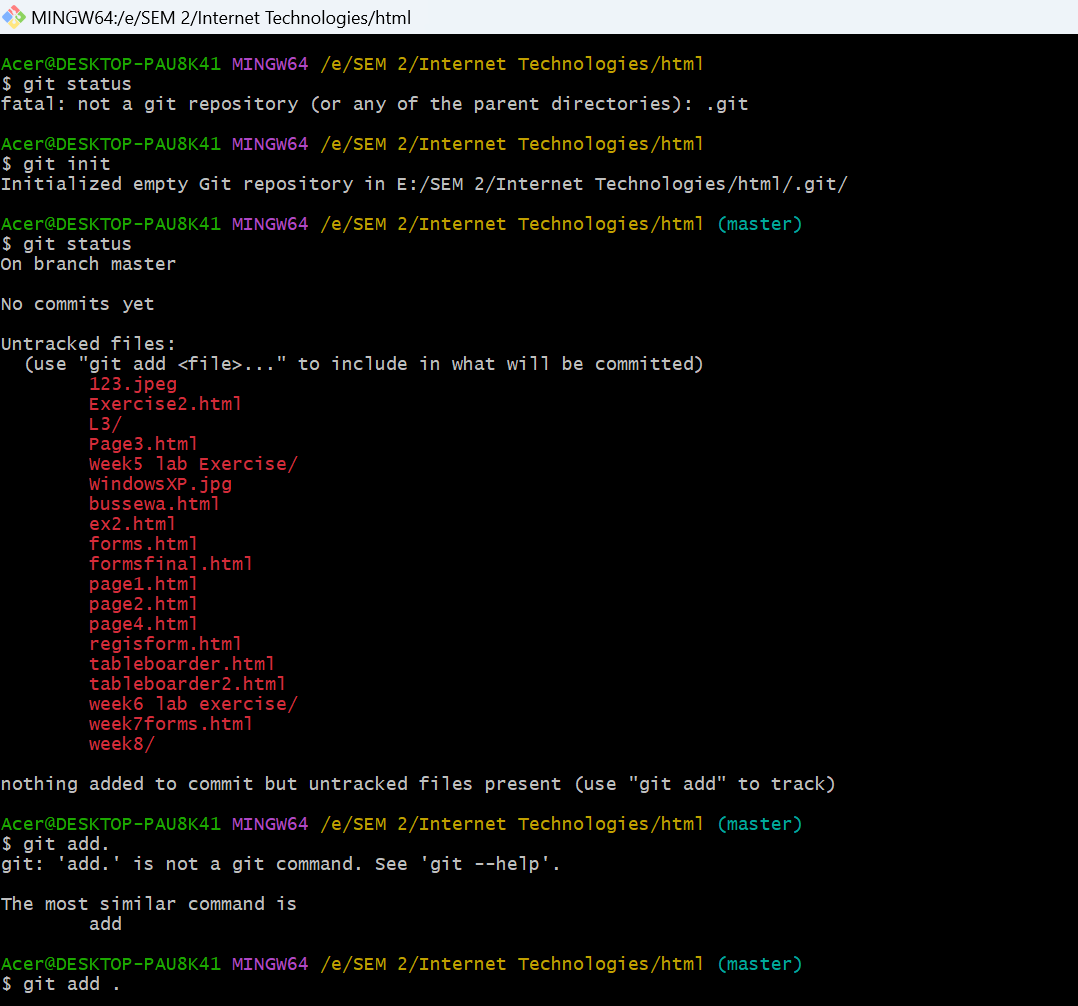 MINGW64:/e/SEM 2/Internet Technologies/html
Acer@DESKTOP-PAU8K41 MINGW64 /e/SEM 2/Internet Technologies/html
$ git status
fatal: not a git repository (or any of the parent directories): .git
Acer@DESKTOP-PAU8K41 MINGW64 /e/SEM 2/Internet Technologies/html
$ git init
Initialized empty Git repository in E:/SEM 2/Internet Technologies/html/.git/
Acer@DESKTOP-PAU8K41 MINGW64 /e/SEM 2/Internet Technologies/html (master)
$ git status
On branch master
No commits yet
Untracked files:
  (use "git add <file>..." to include in what will be committed)
        123.jpeg
        Exercise2.html
        L3/
        Page3.html
        Week5 lab Exercise/
        WindowsXP.jpg
        bussewa.html
        ex2.html
        forms.html
        formsfinal.html
        page1.html
        page2.html
        page4.html
        regisform.html
        tableboarder.html
        tableboarder2.html
        week6 lab exercise/
        week7forms.html
        week8/
nothing added to commit but untracked files present (use "git add" to track)
Acer@DESKTOP-PAU8K41 MINGW64 /e/SEM 2/Internet Technologies/html (master)
$ git add.
git: 'add.' is not a git command. See 'git --help'.
The most similar command is
        add
Acer@DESKTOP-PAU8K41 MINGW64 /e/SEM 2/Internet Technologies/html (master)
$ git add .